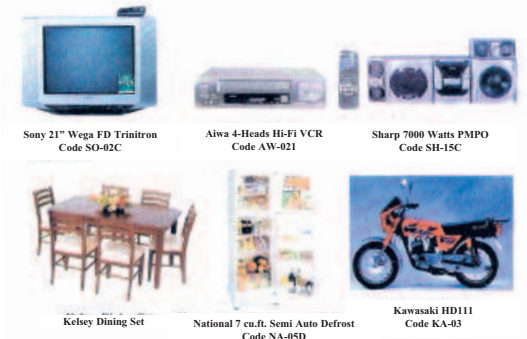 Sony 21” Wega FD Trinitron
Code SO-02C
Aiwa 4-Heads Hi-Fi VCR
Code AW-021
Sharp 7000 Watts PMPO
Code SH-15C
Kelsey Dining Set
National 7 cu.ft. Semi Auto Defrost
Code NA-05D
Kawasaki HD111
Code KA-03